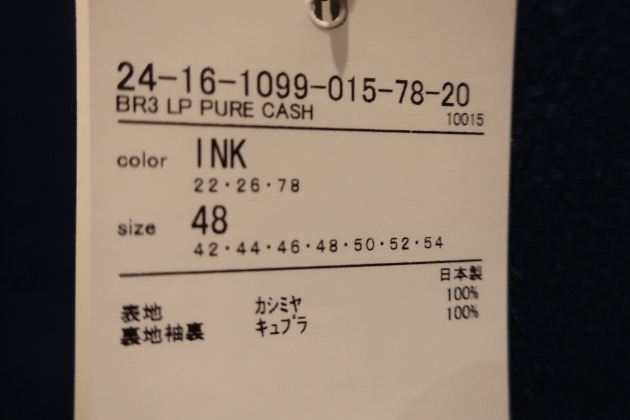 24-16-1099-015-78-20
BR3 LP PURE CASH 10015
color INK
22・26・78
size 48
42・44・46・48・50・52・54
日本製
表地 カシミヤ 100%
裏地袖裏 キュプラ 100%